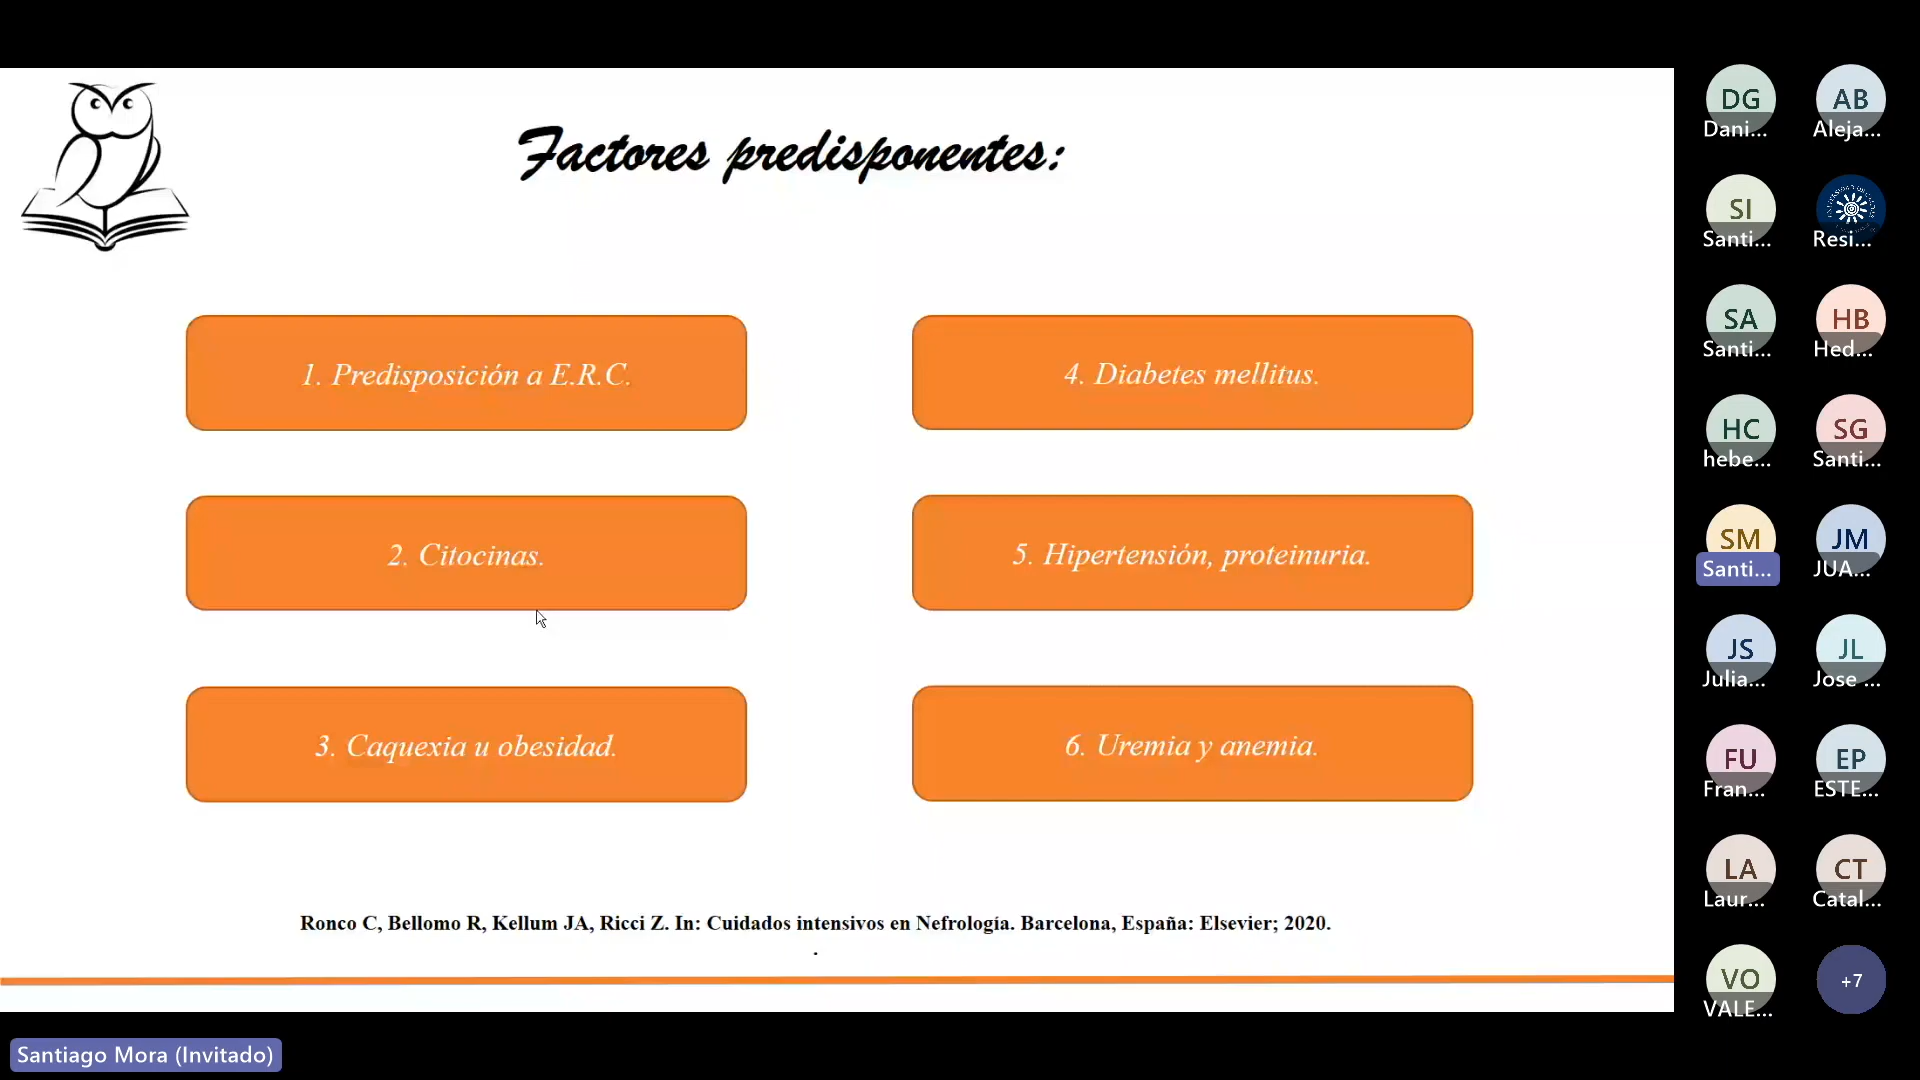 Factores predisponentes:
1. Predisposición a E.R.C.
4. Diabetes mellitus.
2. Citocinas.
5. Hipertensión, proteinuria.
3. Caquexia u obesidad.
6. Uremia y anemia.
Ronco C, Bellomo R, Kellum JA, Ricci Z. In: Cuidados intensivos en Nefrología. Barcelona, España: Elsevier; 2020.
.
DG
Dani...
AB
Aleja...
SI
Santi...
Resi...
SA
Santi...
HB
Hed...
HC
hebe...
SG
Santi...
SM
Santi...
JM
JUA...
JS
Julia...
JL
Jose ...
FU
Fran...
EP
ESTE...
LA
Laur...
CT
Catal...
VO
VALE...
+7
Santiago Mora (Invitado)